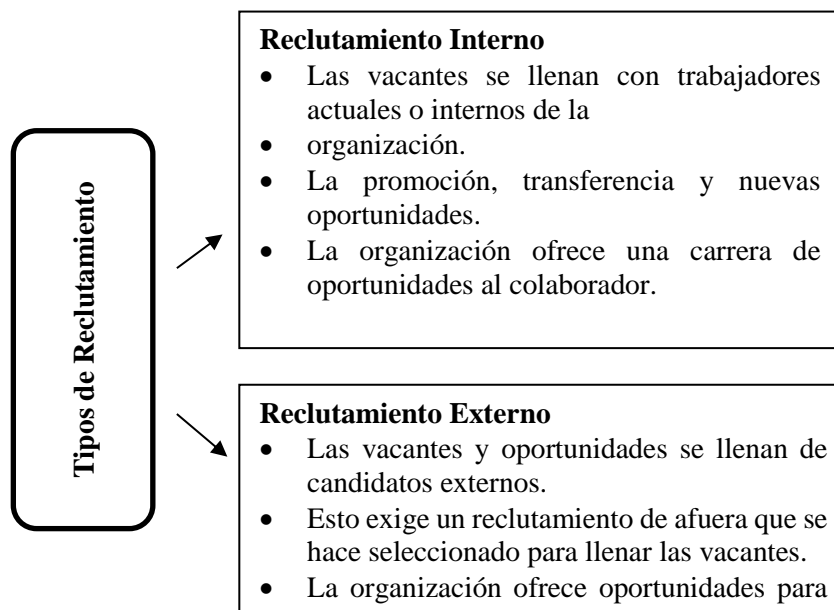 Tipos de Reclutamiento
Reclutamiento Interno
• Las vacantes se llenan con trabajadores
actuales o internos de la
• organización.
• La promoción, transferencia y nuevas
oportunidades.
• La organización ofrece una carrera de
oportunidades al colaborador.
Reclutamiento Externo
• Las vacantes y oportunidades se llenan de
candidatos externos.
• Esto exige un reclutamiento de afuera que se
hace seleccionado para llenar las vacantes.
• La organización ofrece oportunidades para